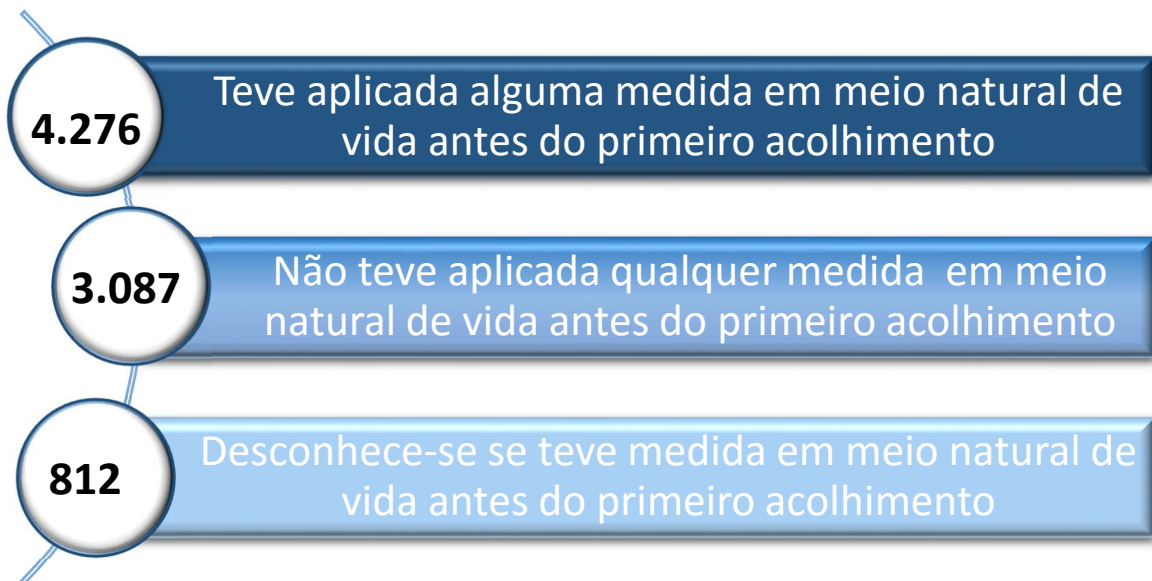 4.276
Teve aplicada alguma medida em meio natural de
vida antes do primeiro acolhimento
3.087
Não teve aplicada qualquer medida  em meio
natural de vida antes do primeiro acolhimento
812
Desconhece-se se teve medida em meio natural de
vida antes do primeiro acolhimento